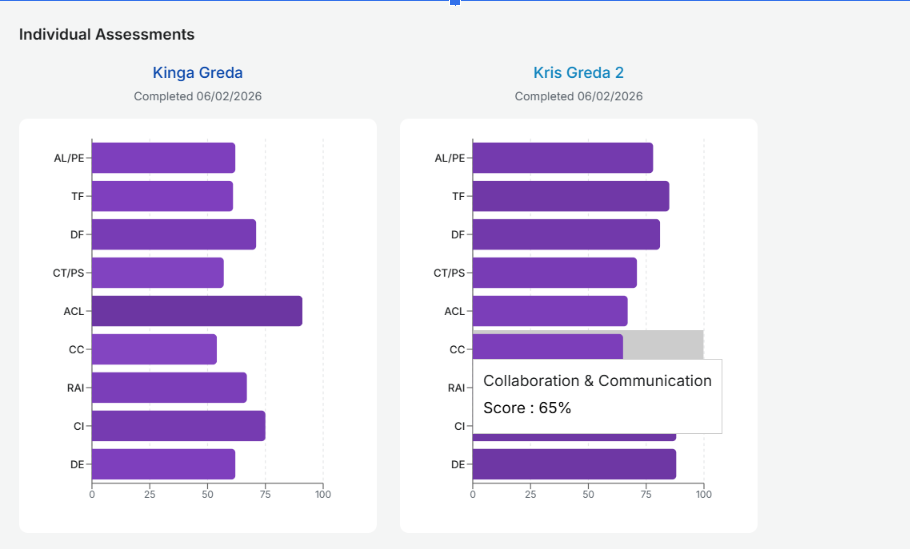 Individual Assessments
Kinga Greda
Completed 06/02/2026
AL/PE
TF
DF
CT/PS
ACL
CC
RAI
CI
DE
0 25 50 75 100
Kris Greda 2
Completed 06/02/2026
AL/PE
TF
DF
CT/PS
ACL
CC
Collaboration & Communication
Score : 65%
RAI
CI
DE
0 25 50 75 100